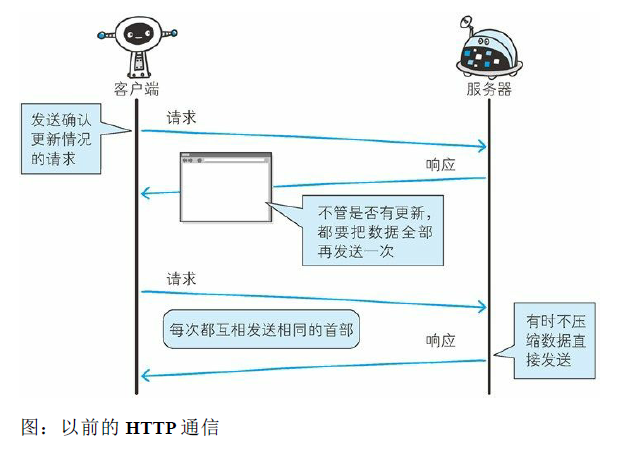 客户端
服务器
发送确认
更新情况
的请求
请求
响应
不管是否有更新，
都要把数据全部
再发送一次
请求
每次都互相发送相同的首部
响应
有时不压
缩数据直
接发送
图：以前的 HTTP 通信